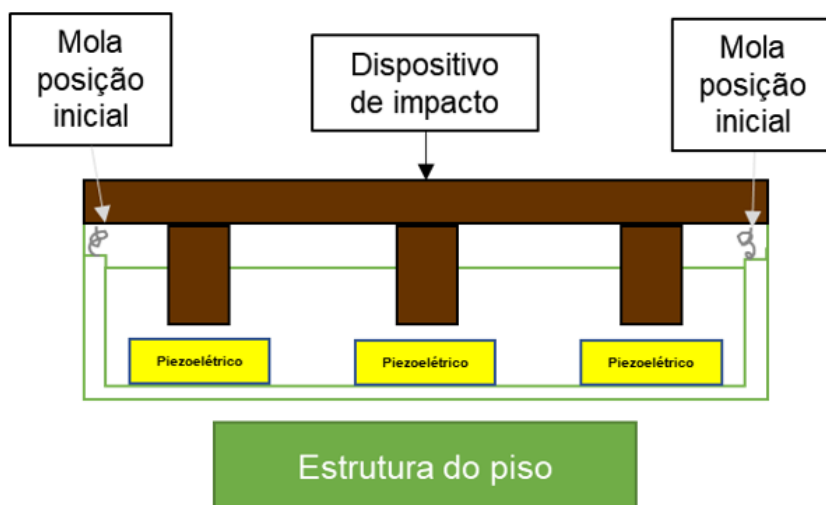 Mola
posição
inicial
Dispositivo
de impacto
Mola
posição
inicial
Piezoelétrico
Piezoelétrico
Piezoelétrico
Estrutura do piso